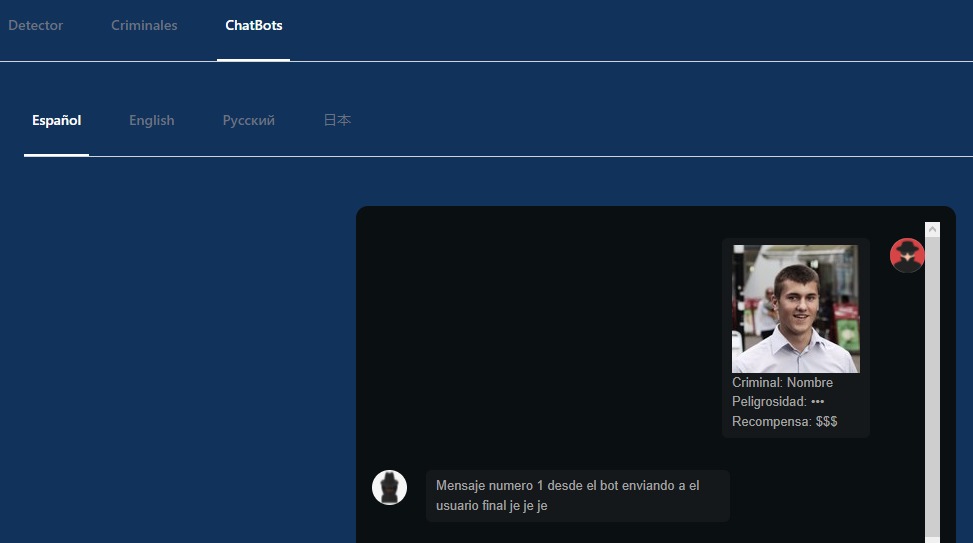 Detector Criminales ChatBots
Español English Русский 日本
Criminal: Nombre
Peligrosidad: •••
Recompensa: $$$
Mensaje numero 1 desde el bot enviando a el
usuario final je je je